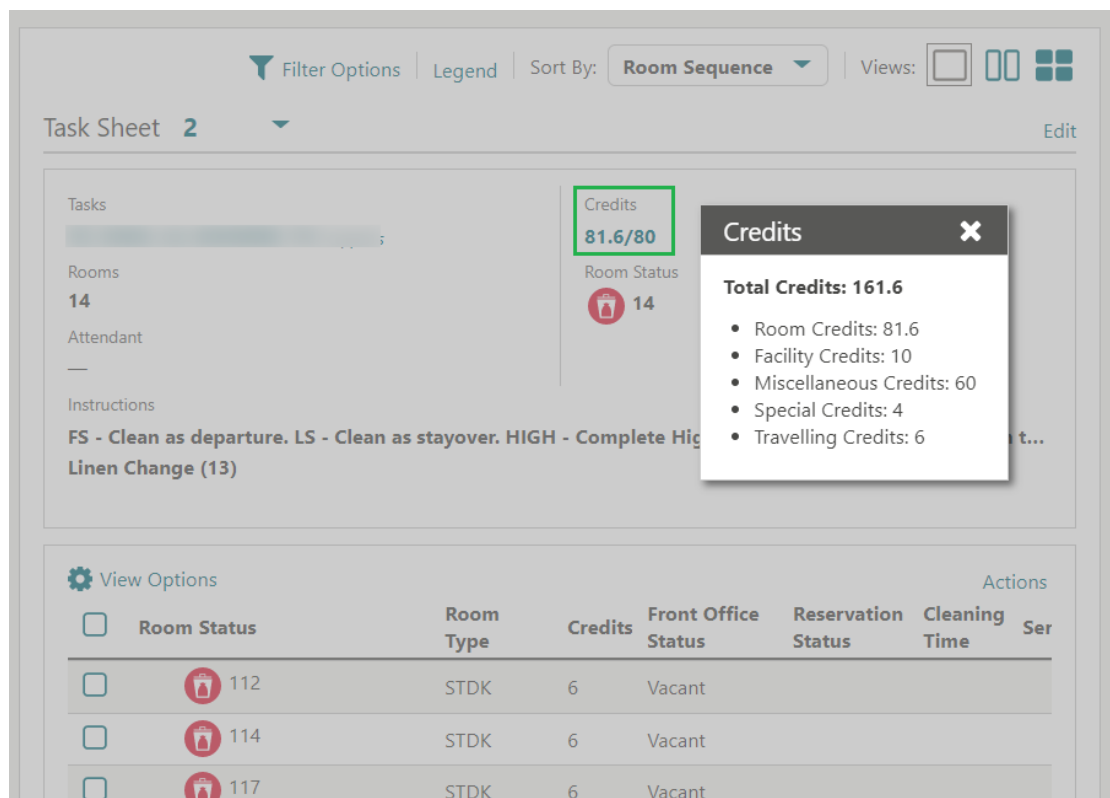 Filter Options Legend Sort By: Room Sequence Views:
Task Sheet 2
Edit
Tasks
Credits
81.6/80
Rooms
14
Room Status
14
Attendant
—
Instructions
FS - Clean as departure. LS - Clean as stayover. HIGH - Complete
Linen Change (13)
Credits
Total Credits: 161.6
• Room Credits: 81.6
• Facility Credits: 10
• Miscellaneous Credits: 60
• Special Credits: 4
• Travelling Credits: 6
View Options
Actions
Room Status Room Type Credits Front Office Status Reservation Status Cleaning Time Ser
112 STDK 6 Vacant
114 STDK 6 Vacant
117 STDK 6 Vacant